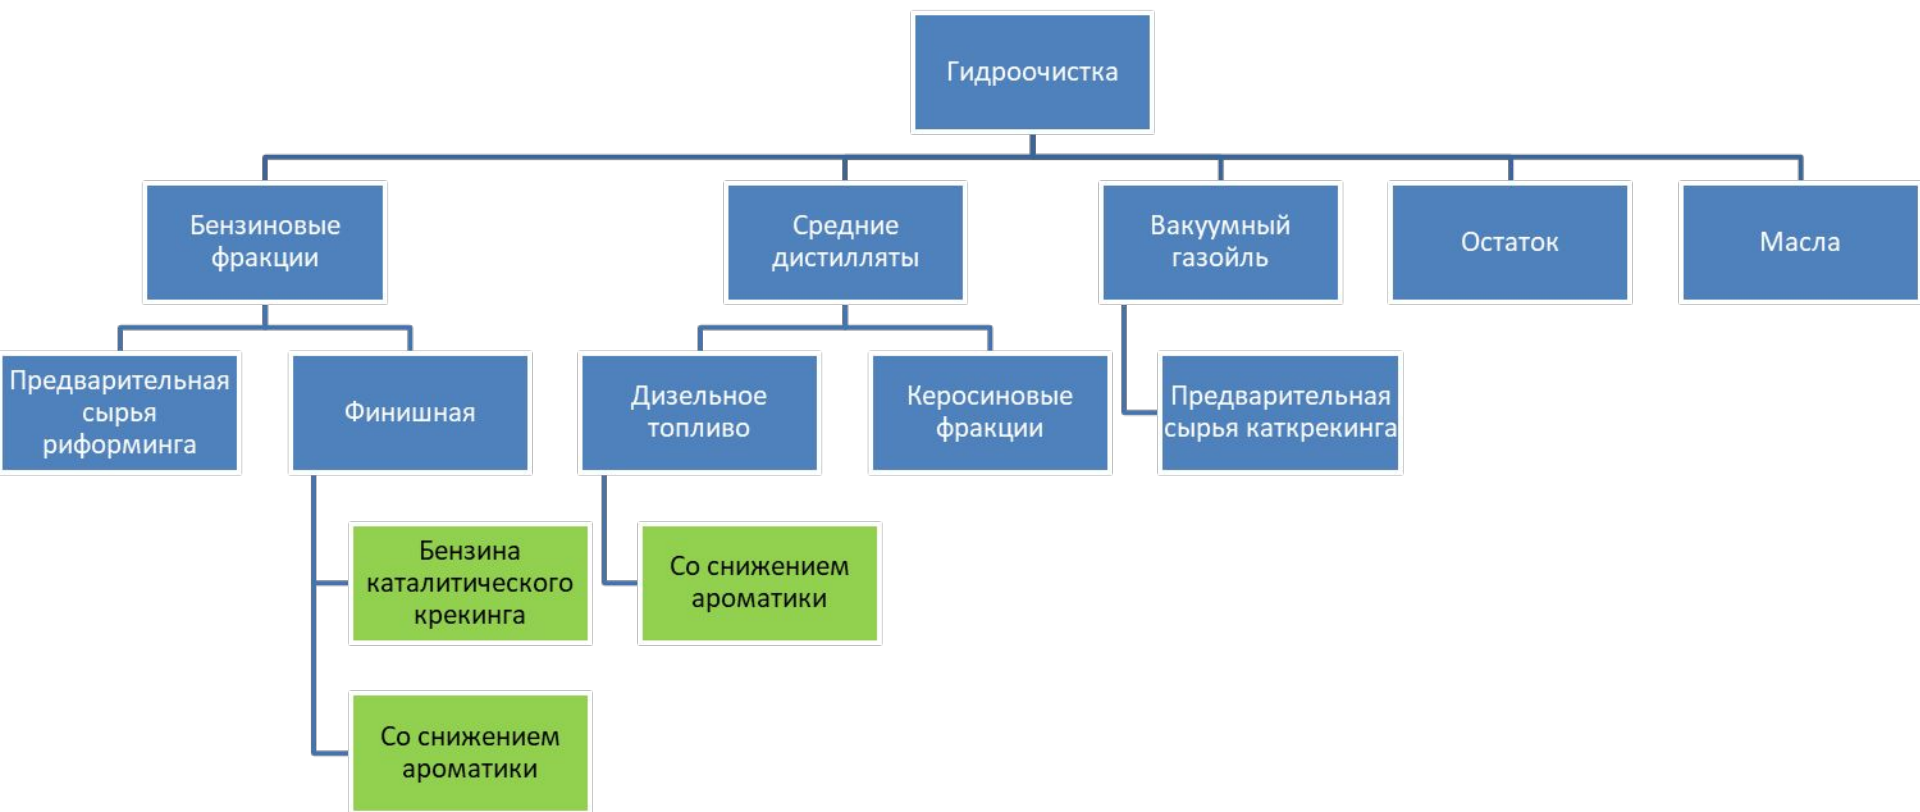 Гидроочистка
Бензиновые
фракции
Средние
дистилляты
Вакуумный
газойль
Остаток
Масла
Предварительная
сырья
риформинга
Финишная
Дизельное
топливо
Керосиновые
фракции
Предварительная
сырья каткрекинга
Бензина
каталитического
крекинга
Со снижением
ароматики
Со снижением
ароматики